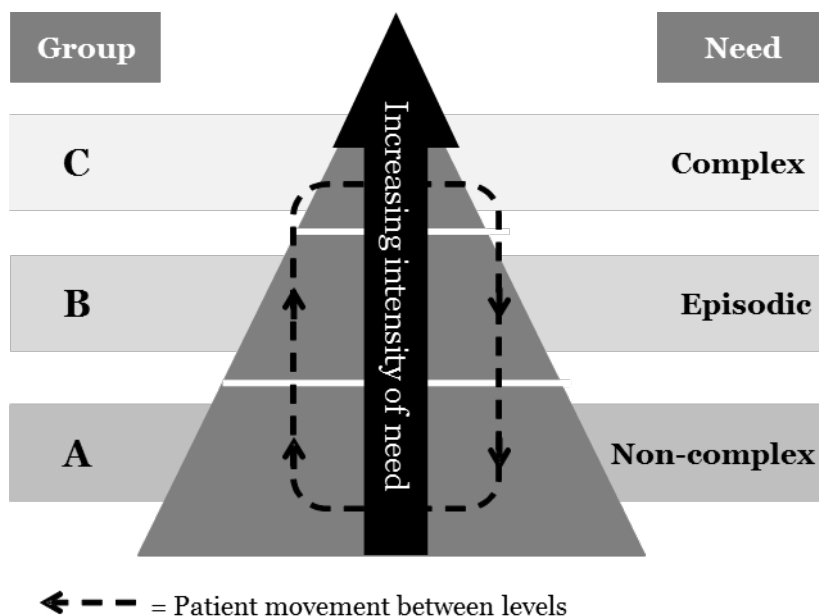 Group
Need
C
Complex
Increasing intensity of need
B
Episodic
A
Non-complex
= Patient movement between levels